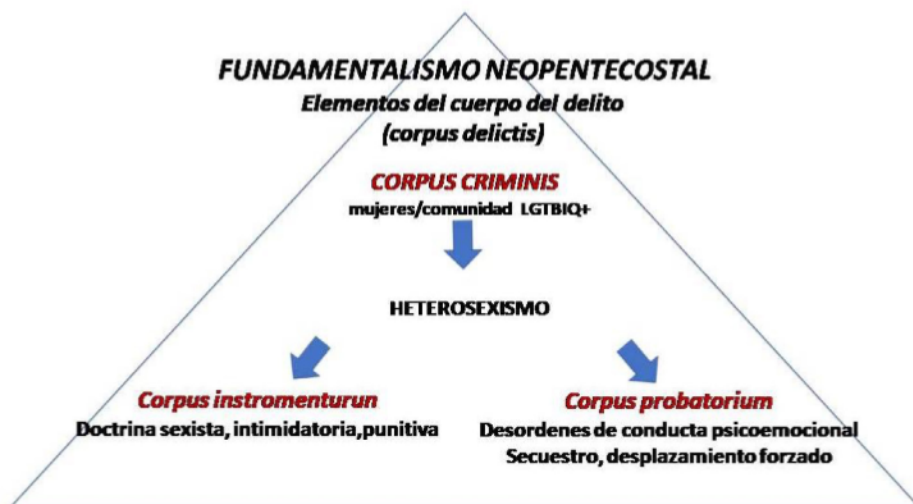 FUNDAMENTALISMO NEOPENTECOSTAL
Elementos del cuerpo del delito
(corpus delictis)
CORPUS CRIMINIS
mujeres/comunidad LGTBIQ+
HETEROSEXISMO
Corpus instromenturun
Doctrina sexista, intimidatoria,punitiva
Corpus probatorium
Desordenes de conducta psicoemocional
Secuestro, desplazamiento forzado